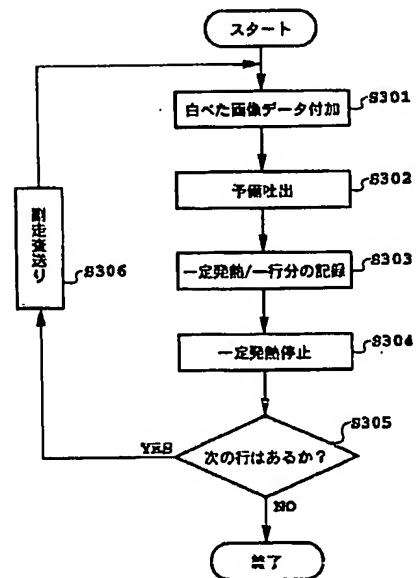 スタート
白べた画像データ付加
S301
予備吐出
S302
一定発熱/一行分の記録
S303
一定発熱停止
S304
次の行はあるか?
S305
YES
NO
副走査送り
S306
終了